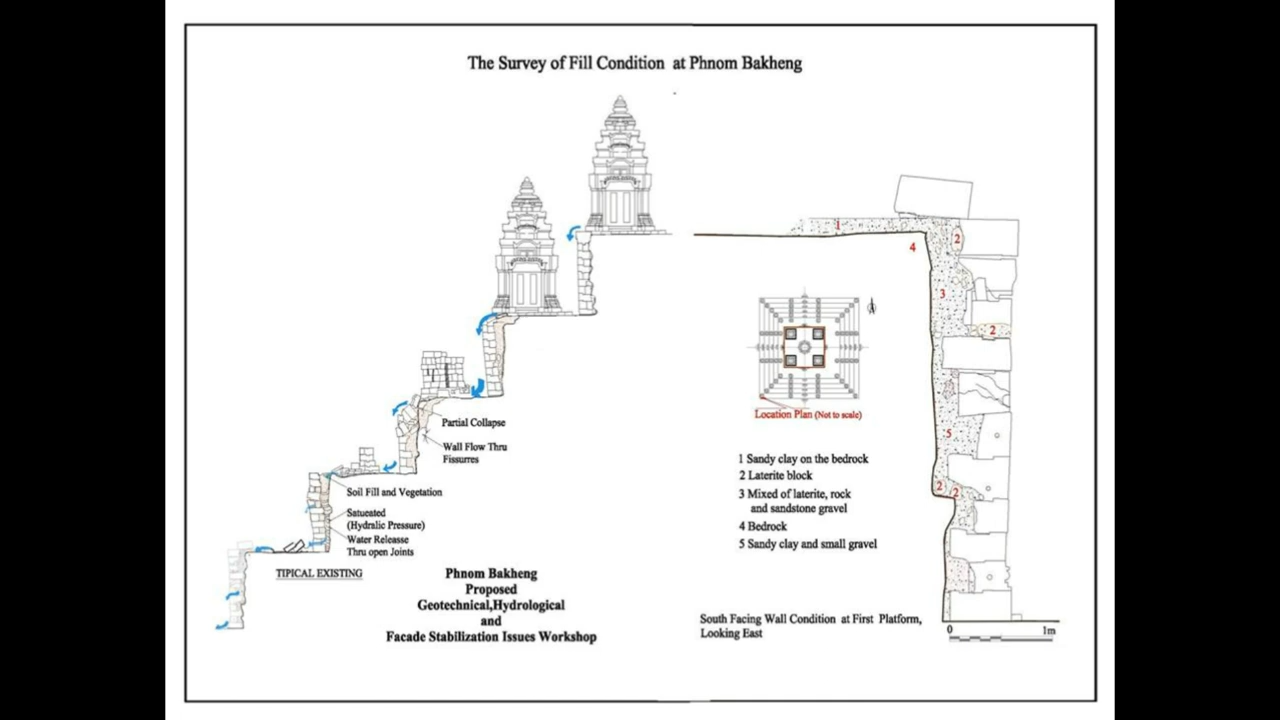 The Survey of Fill Condition at Phnom Bakheng
Partial Collapse
Wall Flow Thru
Fissurres
Soil Fill and Vegetation
Satueated
(Hydralic Pressure)
Water Releasse
Thru open Joints
TIPICAL EXISTING
Phnom Bakheng
Proposed
Geotechnical,Hydrological
and
Facade Stabilization Issues Workshop
1
2
4
3
2
5
2
2
Location Plan (Not to scale)
1 Sandy clay on the bedrock
2 Laterite block
3 Mixed of laterite, rock
and sandstone gravel
4 Bedrock
5 Sandy clay and small gravel
South Facing Wall Condition at First Platform,
Looking East
0 1m